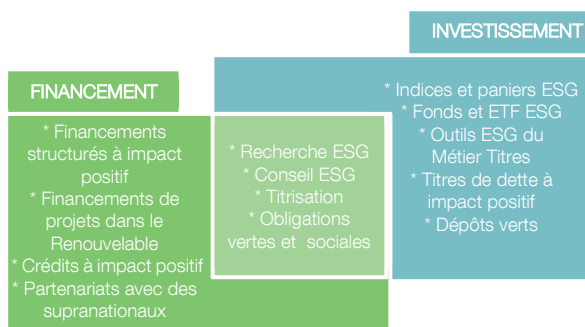 INVESTISSEMENT
FINANCEMENT
* Financements
structurés à impact
positif
* Financements de
projets dans le
Renouvelable
* Crédits à impact positif
* Partenariats avec des
supranationaux
* Recherche ESG
* Conseil ESG
* Titrisation
* Obligations
vertes et sociales
* Indices et paniers ESG
* Fonds et ETF ESG
* Outils ESG du
Métier Titres
* Titres de dette à
impact positif
* Dépôts verts